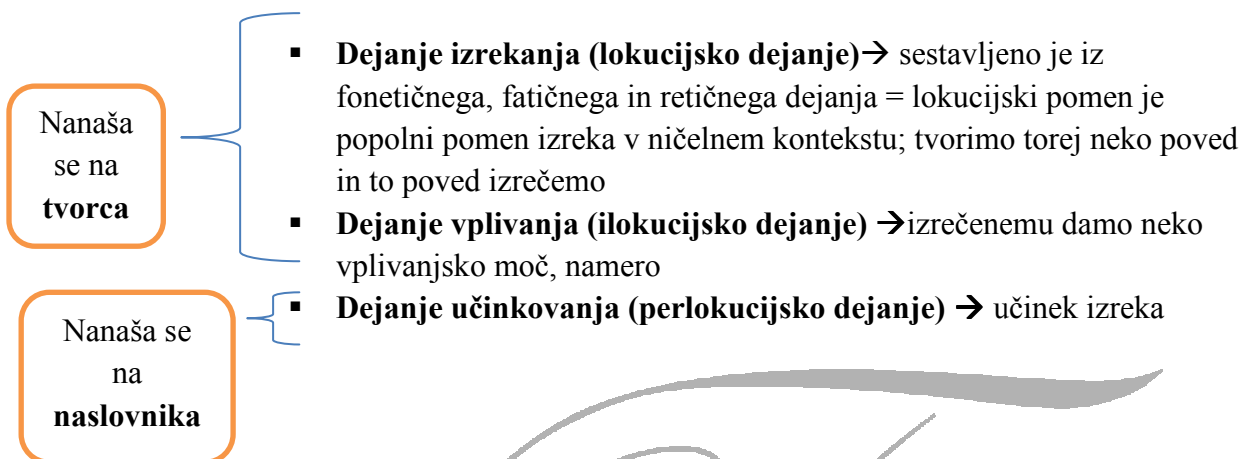 Nanaša
se na
tvorca
▪ Dejanje izrekanja (lokucijsko dejanje)→ sestavljeno je iz
fonetičnega, fatičnega in retičnega dejanja = lokucijski pomen je
popolni pomen izreka v ničelnem kontekstu; tvorimo torej neko poved
in to poved izrečemo
▪ Dejanje vplivanja (ilokucijsko dejanje) →izrečenemu damo neko
vplivanjsko moč, namero
Nanaša se
na
naslovnika
▪ Dejanje učinkovanja (perlokucijsko dejanje) → učinek izreka